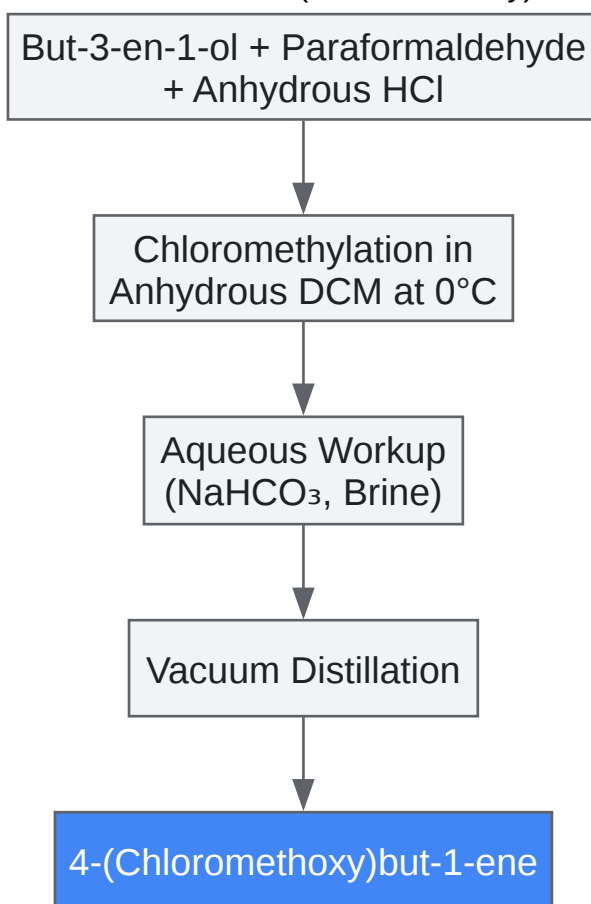 But-3-en-1-ol + Paraformaldehyde
+ Anhydrous HCl
Chloromethylation in
Anhydrous DCM at 0°C
Aqueous Workup
(NaHCO₃, Brine)
Vacuum Distillation
4-(Chloromethoxy)but-1-ene